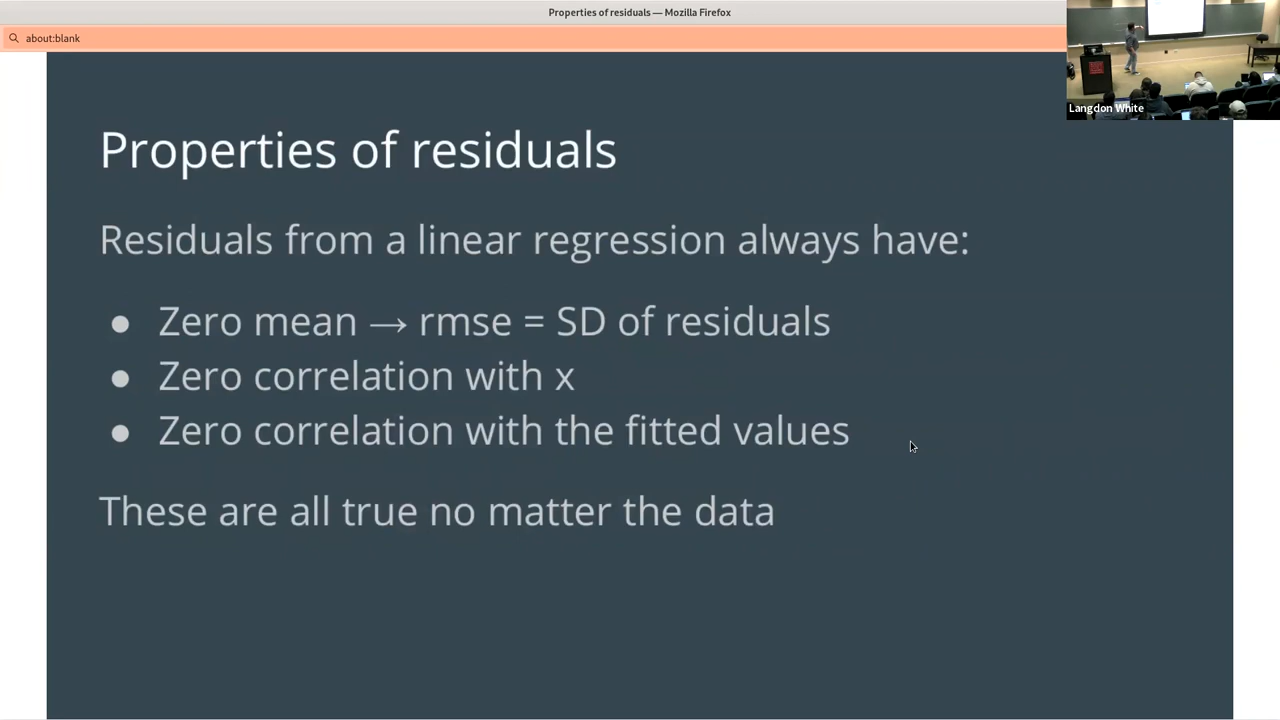 Properties of residuals — Mozilla Firefox
about:blank
Langdon White
Properties of residuals
Residuals from a linear regression always have:
● Zero mean → rmse = SD of residuals
● Zero correlation with x
● Zero correlation with the fitted values
These are all true no matter the data